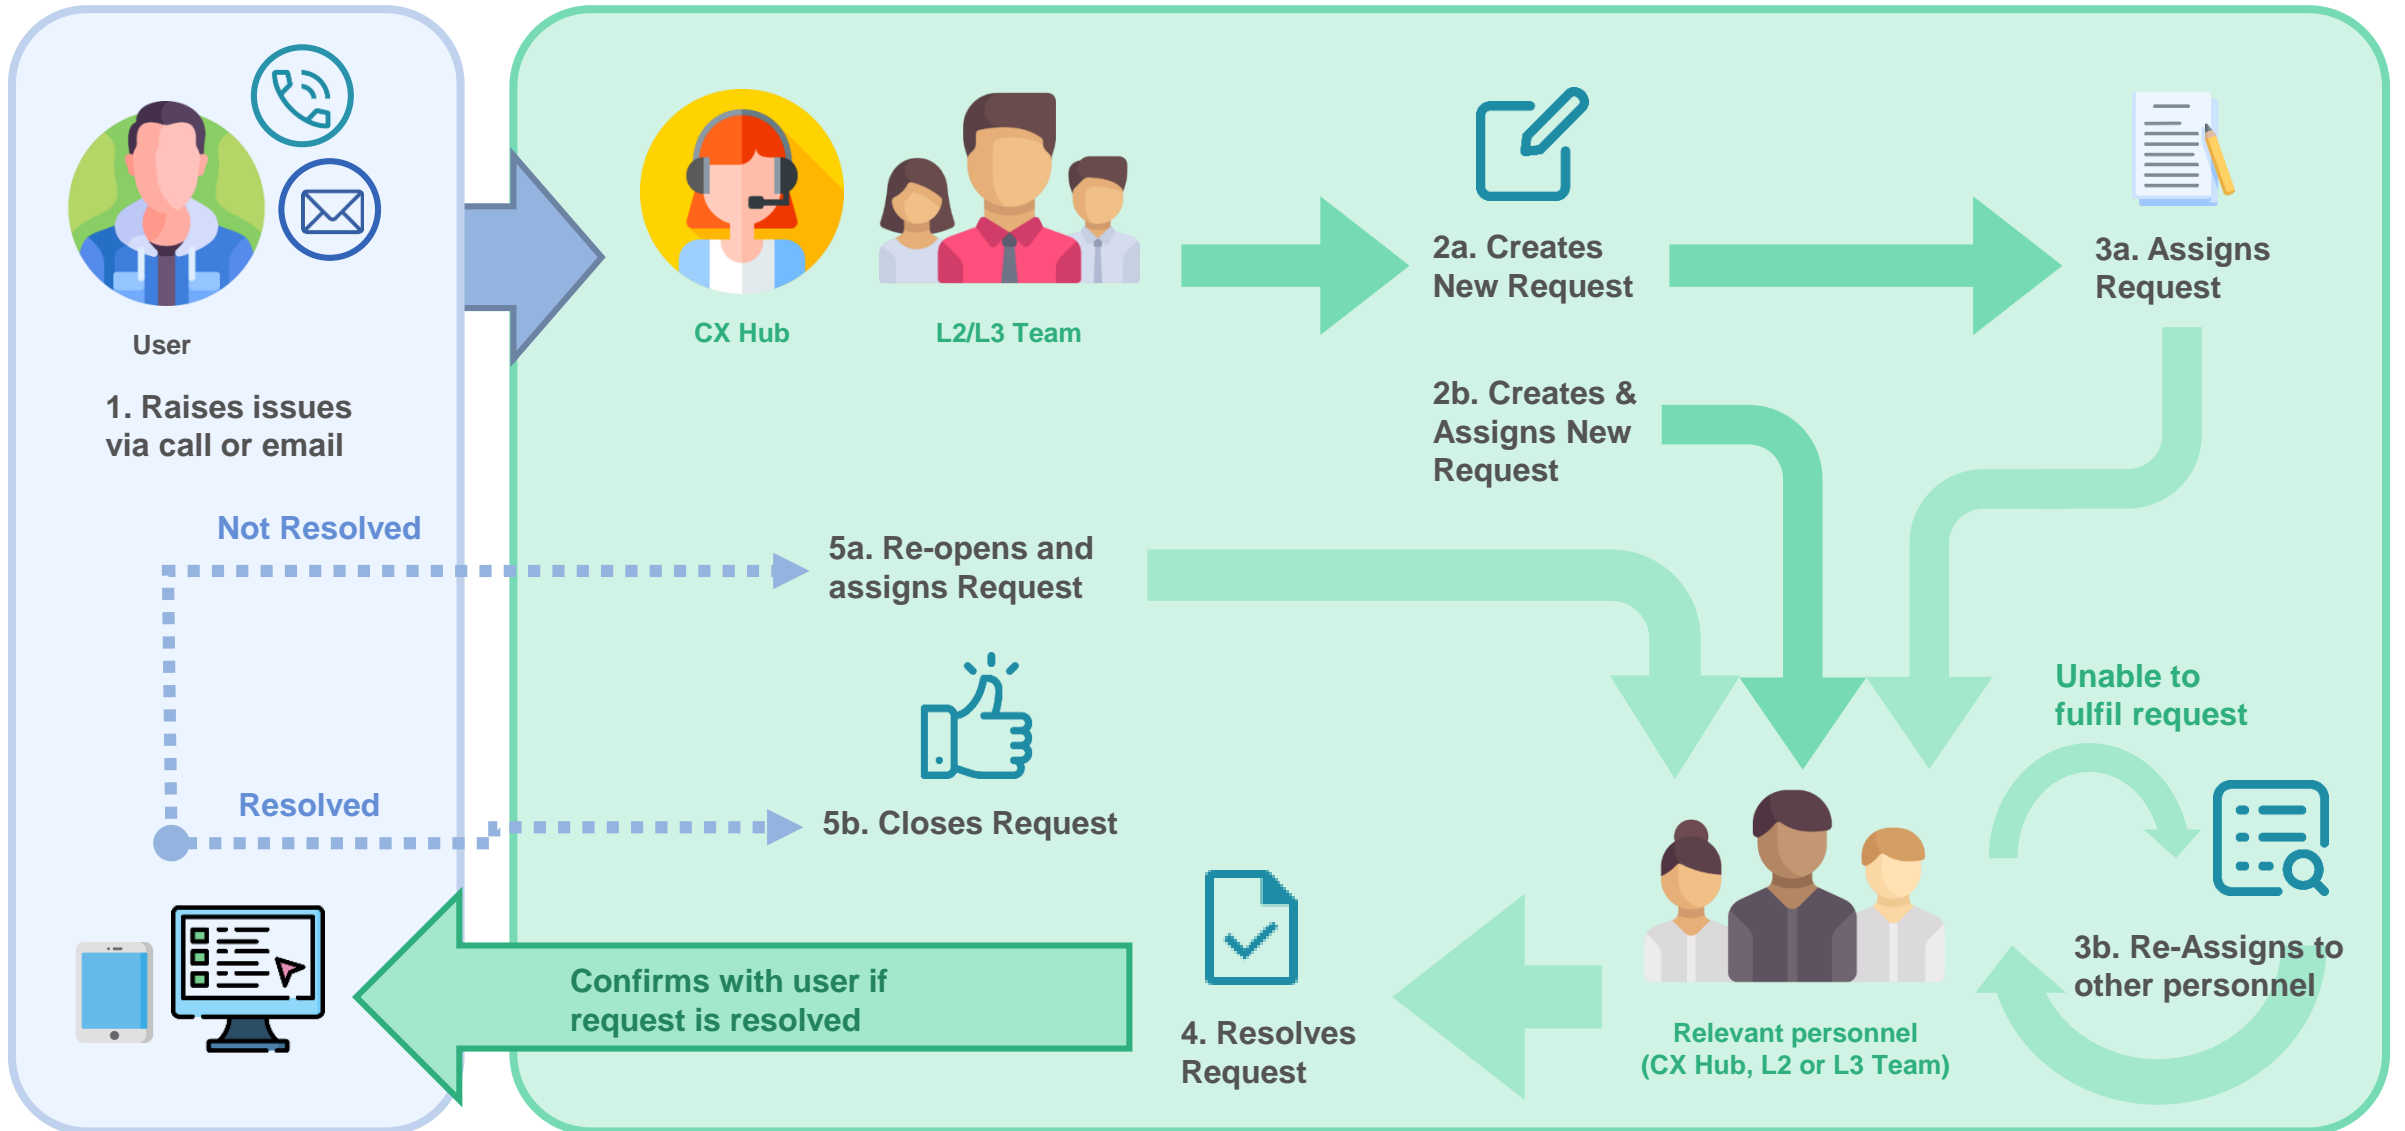 User
1. Raises issues
via call or email
CX Hub
L2/L3 Team
2a. Creates
New Request
3a. Assigns
Request
2b. Creates &
Assigns New
Request
Not Resolved
5a. Re-opens and
assigns Request
Unable to
fulfil request
Resolved
5b. Closes Request
3b. Re-Assigns to
other personnel
Confirms with user if
request is resolved
4. Resolves
Request
Relevant personnel
(CX Hub, L2 or L3 Team)